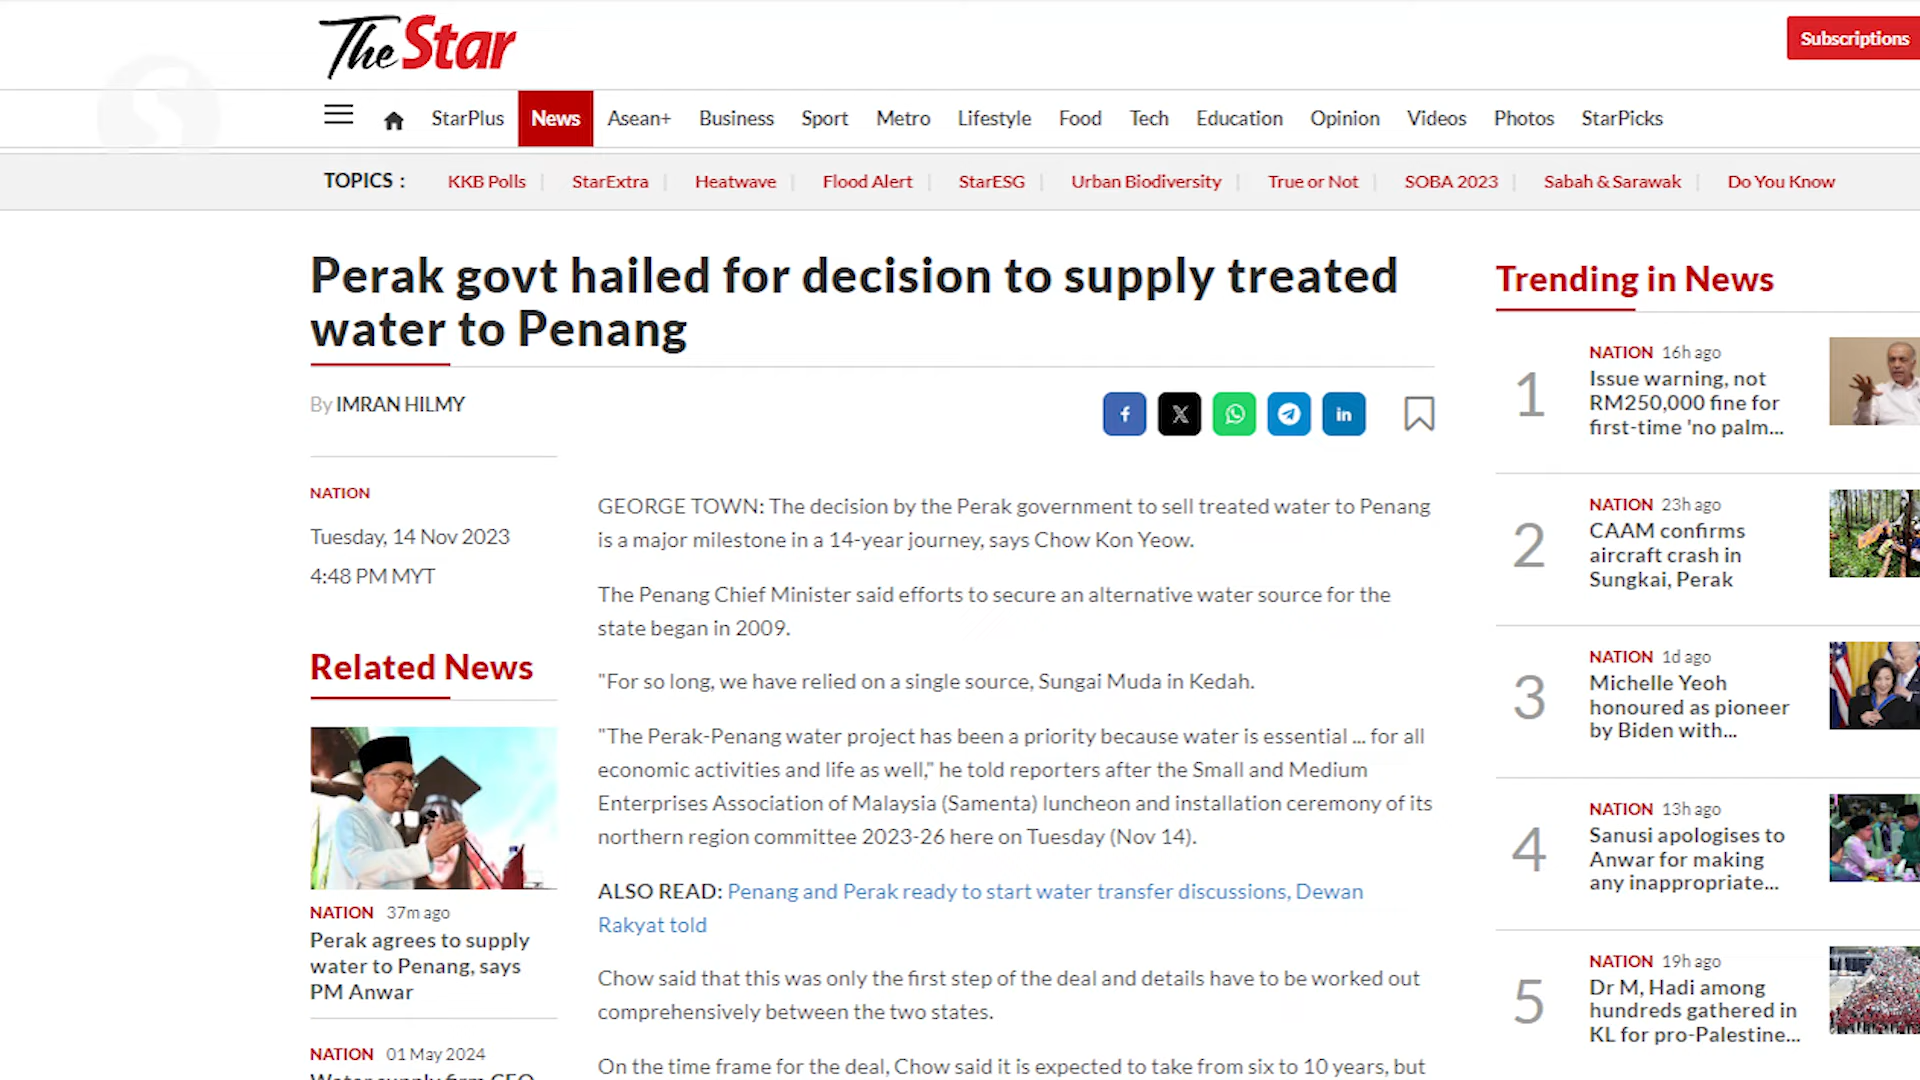 The Star
Subscriptions
StarPlus News Asean+ Business Sport Metro Lifestyle Food Tech Education Opinion Videos Photos StarPicks
TOPICS : KKB Polls StarExtra Heatwave Flood Alert StarESG Urban Biodiversity True or Not SOBA 2023 Sabah & Sarawak Do You Know
Perak govt hailed for decision to supply treated
water to Penang
By IMRAN HILMY
NATION
Tuesday, 14 Nov 2023
4:48 PM MYT
Related News
NATION 37m ago
Perak agrees to supply
water to Penang, says
PM Anwar
NATION 01 May 2024
Water supply firm CEO
GEORGE TOWN: The decision by the Perak government to sell treated water to Penang
is a major milestone in a 14-year journey, says Chow Kon Yeow.
The Penang Chief Minister said efforts to secure an alternative water source for the
state began in 2009.
"For so long, we have relied on a single source, Sungai Muda in Kedah.
"The Perak-Penang water project has been a priority because water is essential ... for all
economic activities and life as well," he told reporters after the Small and Medium
Enterprises Association of Malaysia (Samenta) luncheon and installation ceremony of its
northern region committee 2023-26 here on Tuesday (Nov 14).
ALSO READ: Penang and Perak ready to start water transfer discussions, Dewan
Rakyat told
Chow said that this was only the first step of the deal and details have to be worked out
comprehensively between the two states.
On the time frame for the deal, Chow said it is expected to take from six to 10 years, but
Trending in News
1
NATION 16h ago
Issue warning, not
RM250,000 fine for
first-time 'no palm...
2
NATION 23h ago
CAAM confirms
aircraft crash in
Sungkai, Perak
3
NATION 1d ago
Michelle Yeoh
honoured as pioneer
by Biden with...
4
NATION 13h ago
Sanusi apologises to
Anwar for making
any inappropriate...
5
NATION 19h ago
Dr M, Hadi among
hundreds gathered in
KL for pro-Palestine...